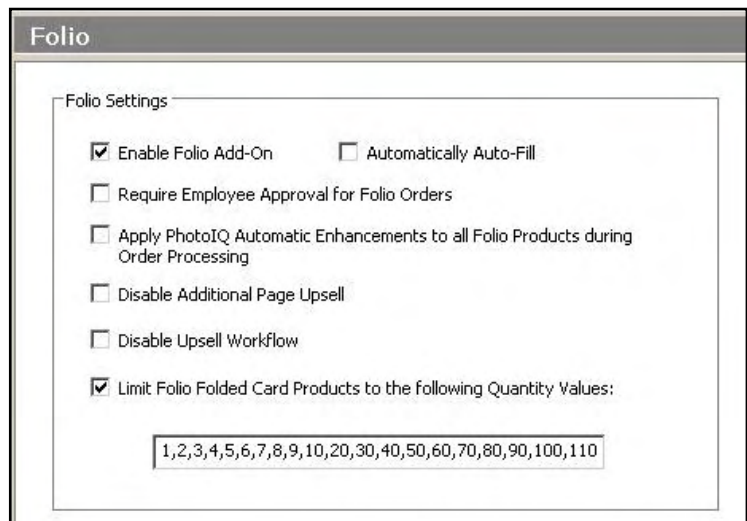 Folio
Folio Settings
Enable Folio Add-On
Automatically Auto-Fill
Require Employee Approval for Folio Orders
Apply PhotoIQ Automatic Enhancements to all Folio Products during
Order Processing
Disable Additional Page Upsell
Disable Upsell Workflow
Limit Folio Folded Card Products to the following Quantity Values:
1,2,3,4,5,6,7,8,9,10,20,30,40,50,60,70,80,90,100,110